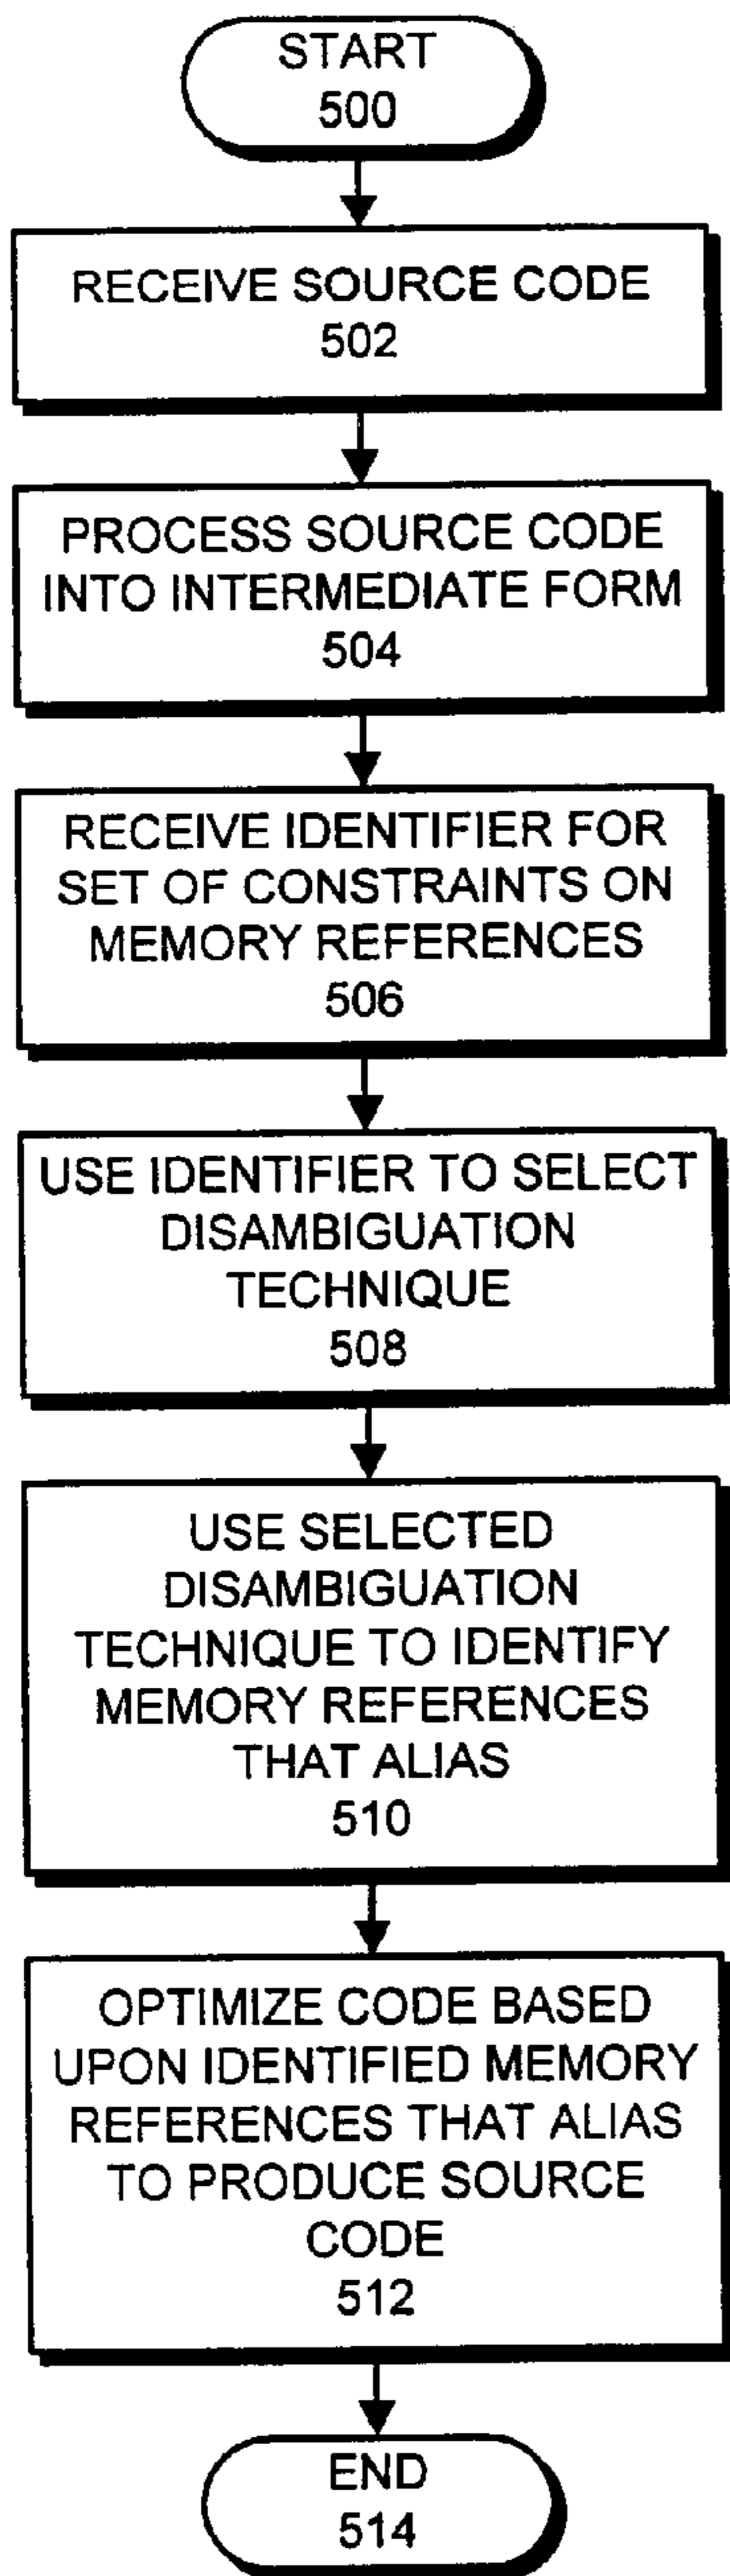 START
500
RECEIVE SOURCE CODE
502
PROCESS SOURCE CODE
INTO INTERMEDIATE FORM
504
RECEIVE IDENTIFIER FOR
SET OF CONSTRAINTS ON
MEMORY REFERENCES
506
USE IDENTIFIER TO SELECT
DISAMBIGUATION
TECHNIQUE
508
USE SELECTED
DISAMBIGUATION
TECHNIQUE TO IDENTIFY
MEMORY REFERENCES
THAT ALIAS
510
OPTIMIZE CODE BASED
UPON IDENTIFIED MEMORY
REFERENCES THAT ALIAS
TO PRODUCE SOURCE
CODE
512
END
514